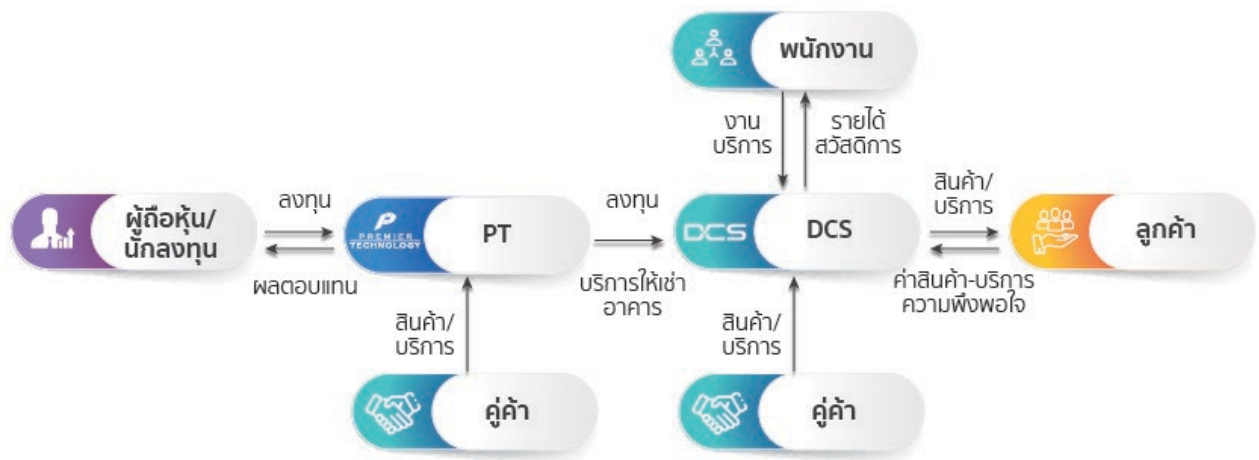 พนักงาน
งาน
บริการ
รายได้
สวัสดิการ
ผู้ถือหุ้น/
นักลงทุน
ลงทุน
ผลตอบแทน
PREMIER
TECHNOLOGY
PT
ลงทุน
บริการให้เช่า
อาคาร
DCS
DCS
สินค้า/
บริการ
ค่าสินค้า-บริการ
ความพึงพอใจ
ลูกค้า
สินค้า/
บริการ
สินค้า/
บริการ
คู่ค้า
คู่ค้า